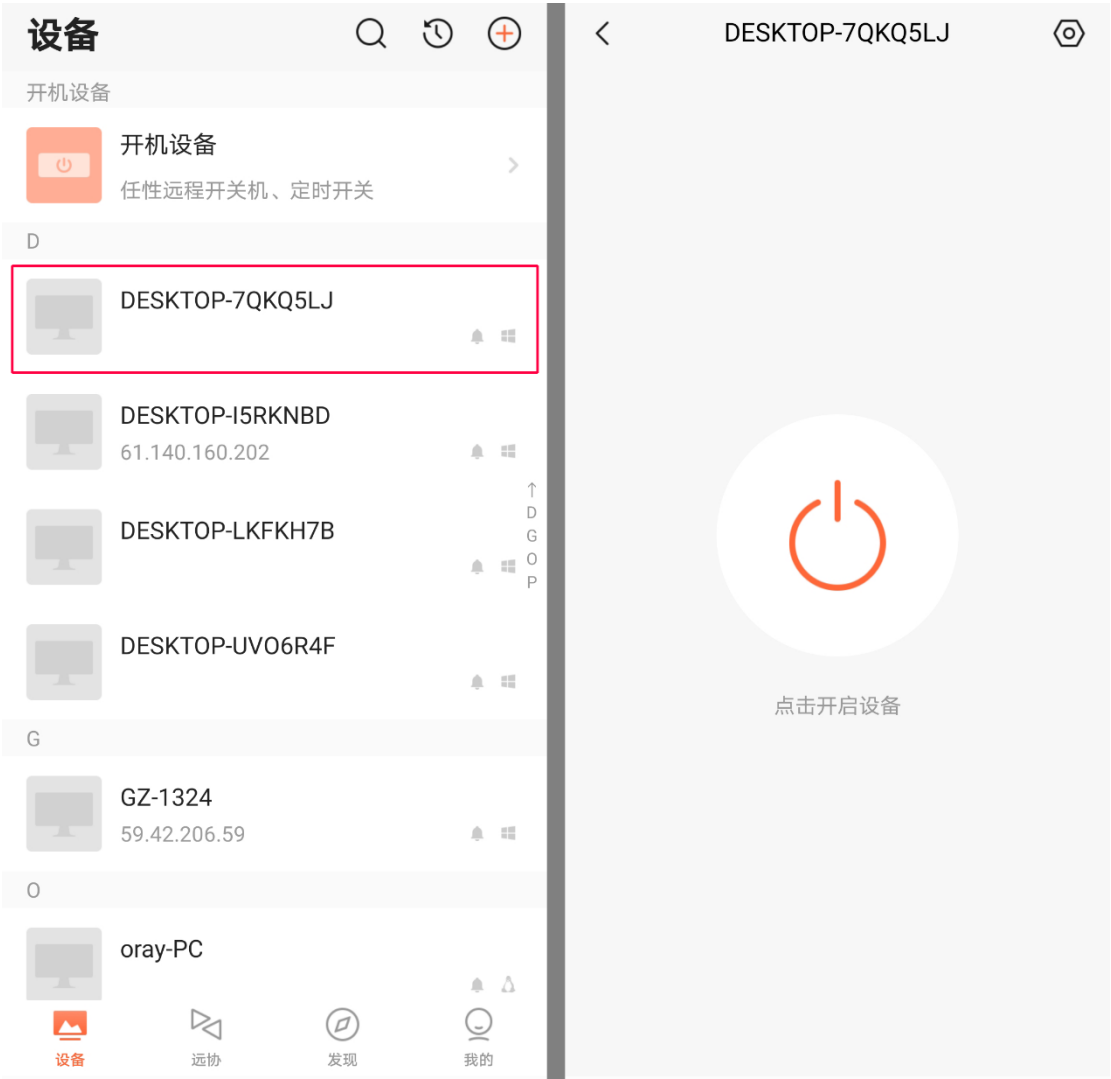 设备
开机设备
开机设备
任性远程开关机、定时开关
D
DESKTOP-7QKQ5LJ
DESKTOP-I5RKNBD
61.140.160.202
DESKTOP-LKFKH7B
DESKTOP-UVO6R4F
↑
D
G
O
P
G
GZ-1324
59.42.206.59
O
oray-PC
设备
远协
发现
我的
DESKTOP-7QKQ5LJ
点击开启设备